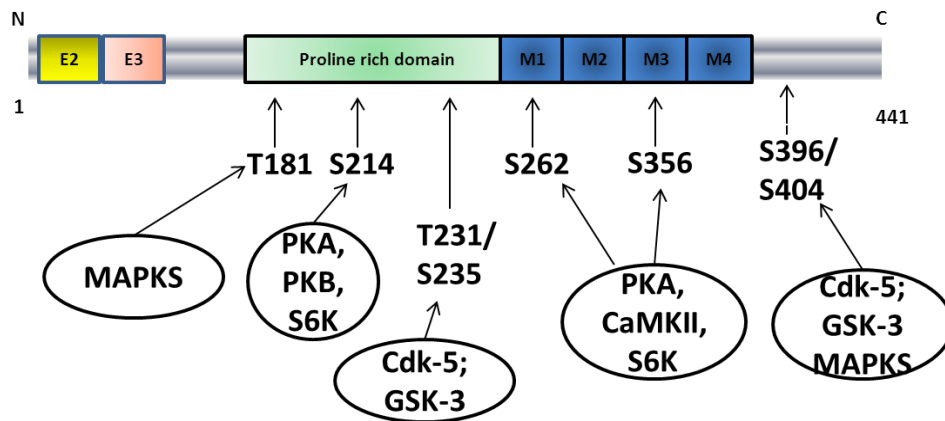 N
C
E2
E3
Proline rich domain
M1
M2
M3
M4
1
441
T181
S214
S262
S356
S396/
S404
T231/
S235
MAPKS
PKA,
PKB,
S6K
Cdk-5;
GSK-3
PKA,
CaMKII,
S6K
Cdk-5;
GSK-3
MAPKS